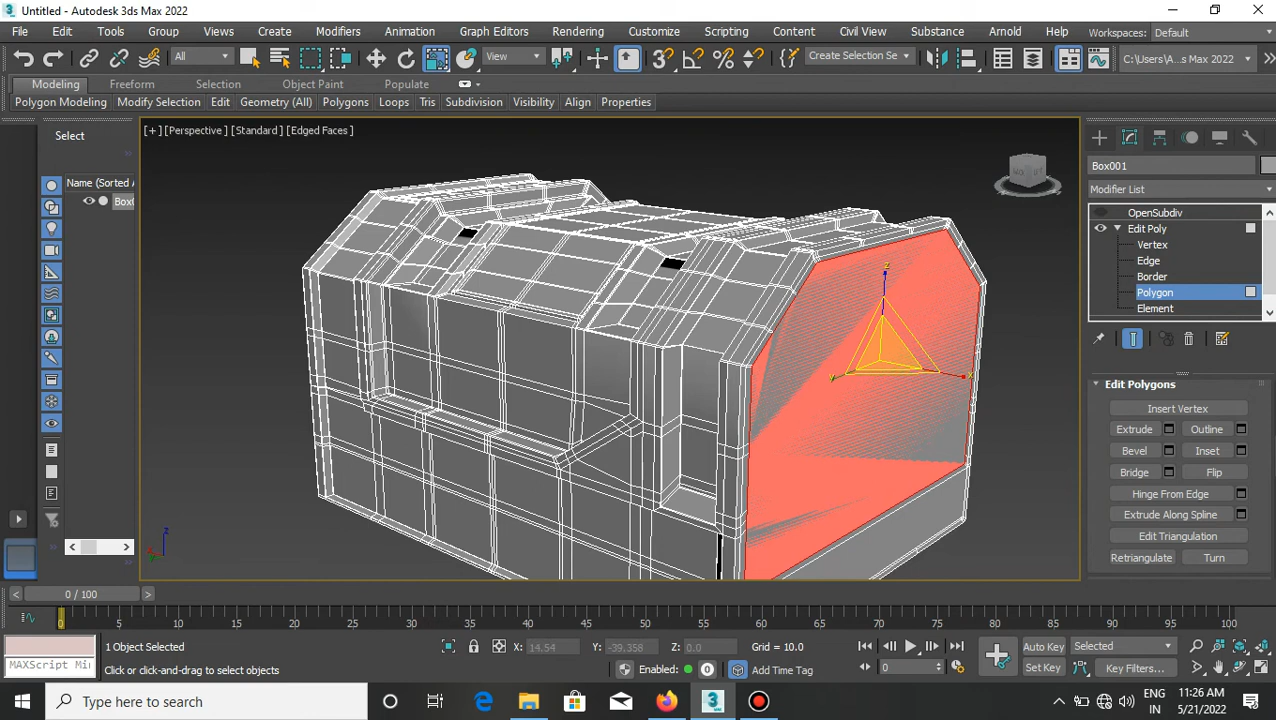 Untitled - Autodesk 3ds Max 2022
File Edit Tools Group Views Create Modifiers Animation Graph Editors Rendering Customize Scripting Content Civil View Substance Arnold Help Workspaces: Default
All View Create Selection Se C:\Users\A...s Max 2022
Modeling Freeform Selection Object Paint Populate
Polygon Modeling Modify Selection Edit Geometry (All) Polygons Loops Tris Subdivision Visibility Align Properties
Select
[+] [Perspective] [Standard] [Edged Faces]
Name (Sorted A
Box0
Box001
Modifier List
OpenSubdiv
Edit Poly
Vertex
Edge
Border
Polygon
Element
Edit Polygons
Insert Vertex
Extrude Outline
Bevel Inset
Bridge Flip
Hinge From Edge
Extrude Along Spline
Edit Triangulation
Retriangulate Turn
z
x
y
z
0 / 100
0 5 10 15 20 25 30 35 40 45 50 55 60 65 70 75 80 85 90 95 100
1 Object Selected X: 14.54 Y: -39.358 Z: 0.0 Grid = 10.0 Auto Key Selected
MAXScript Mi Click or click-and-drag to select objects Enabled: 0 Add Time Tag 0 Set Key Key Filters...
Type here to search
ENG
IN
11:26 AM
5/21/2022